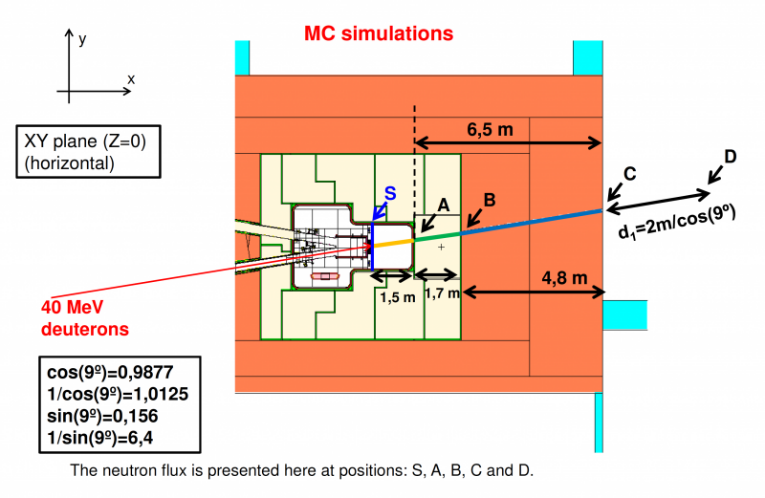 MC simulations
y
x
XY plane (Z=0)
(horizontal)
6,5 m
D
C
S
A
B
d₁=2m/cos(9º)
1,5 m
1,7 m
4,8 m
40 MeV
deuterons
cos(9º)=0,9877
1/cos(9º)=1,0125
sin(9º)=0,156
1/sin(9º)=6,4
The neutron flux is presented here at positions: S, A, B, C and D.